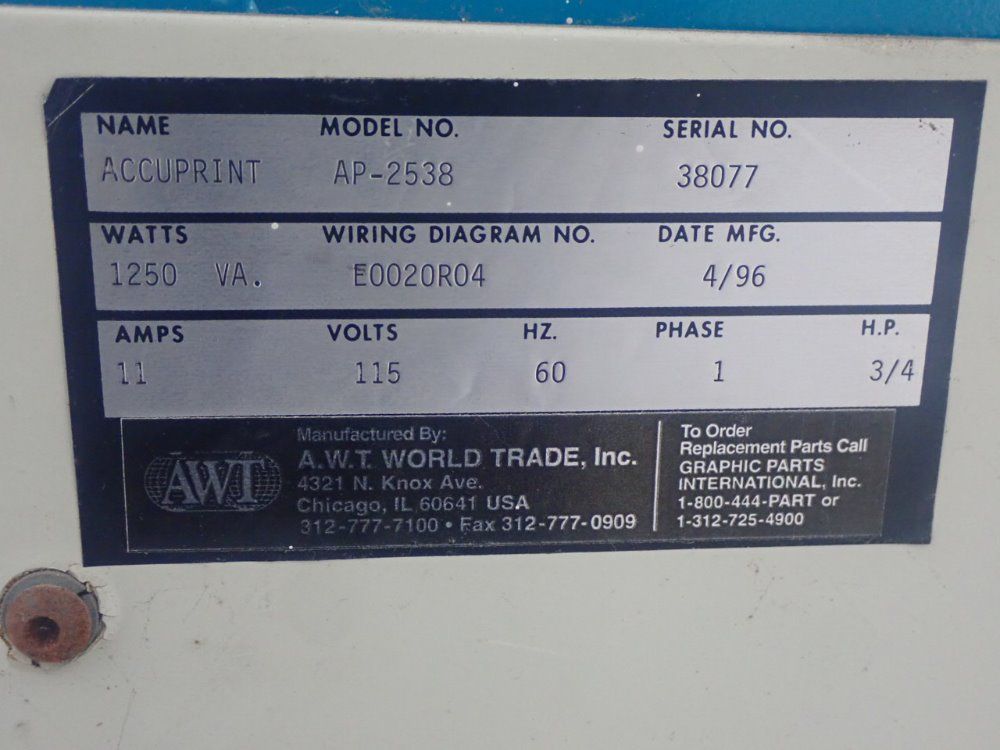 NAME MODEL NO. SERIAL NO.
ACCUPRINT AP-2538 38077
WATTS WIRING DIAGRAM NO. DATE MFG.
1250 VA. E0020R04 4/96
AMPS VOLTS HZ. PHASE H.P.
11 115 60 1 3/4
AWT
Manufactured By:
A.W.T. WORLD TRADE, Inc.
4321 N. Knox Ave.
Chicago, IL 60641 USA
312-777-7100 • Fax 312-777-0909
To Order
Replacement Parts Call
GRAPHIC PARTS
INTERNATIONAL, Inc.
1-800-444-PART or
1-312-725-4900